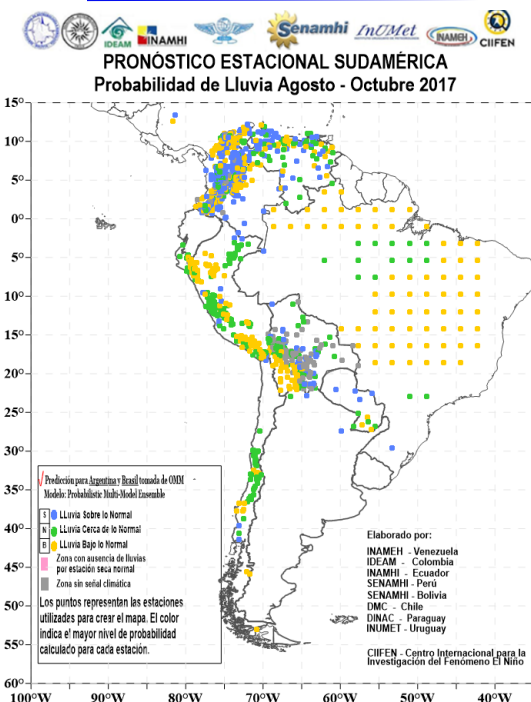 IDEAM
INAMHI
Senamhi
INUMET
INAMEH
CIIFEN
PRONÓSTICO ESTACIONAL SUDAMÉRICA
Probabilidad de Lluvia Agosto - Octubre 2017
15°
10°
5°
0°
5°
10°
15°
20°
25°
30°
35°
40°
45°
50°
55°
60°
100°W 90°W 80°W 70°W 60°W 50°W 40°W
Predicción para Argentina y Brasil tomada de OMM
Modelo: Probabilistic Multi-Model Ensemble
S LLuvia Sobre lo Normal
N LLuvia Cerca de lo Normal
B LLuvia Bajo lo Normal
Zona con ausencia de lluvias
por estación seca normal
Zona sin señal climática
Los puntos representan las estaciones
utilizadas para crear el mapa. El color
indica el mayor nivel de probabilidad
calculado para cada estación.
Elaborado por:
INAMEH - Venezuela
IDEAM - Colombia
INAMHI - Ecuador
SENAMHI - Perú
SENAMHI - Bolivia
DMC - Chile
DINAC - Paraguay
INUMET - Uruguay
CIIFEN - Centro Internacional para la
Investigación del Fenómeno El Niño